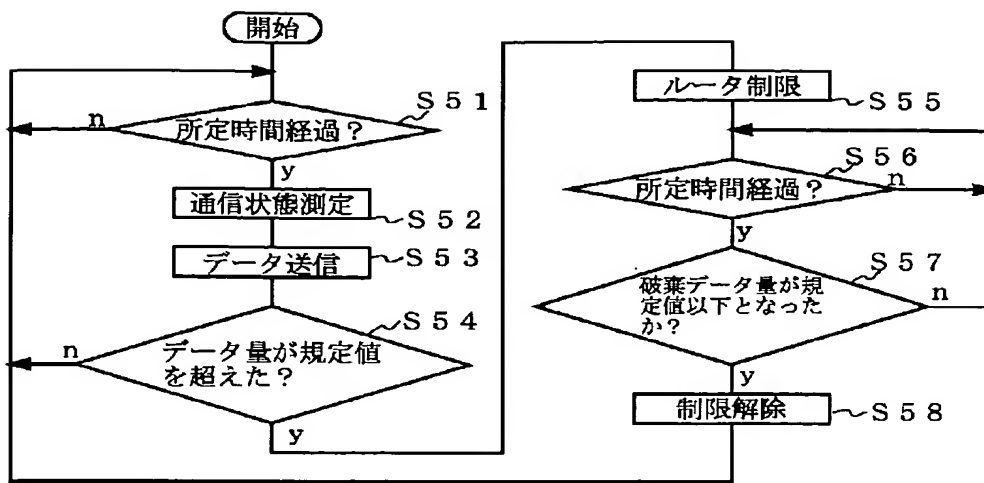 開始
S51
n
所定時間経過?
y
通信状態測定
S52
データ送信
S53
S54
n
データ量が規定値
を超えた?
y
ルータ制限
S55
S56
所定時間経過?
n
y
S57
破棄データ量が規
定値以下となった
か?
n
y
制限解除
S58